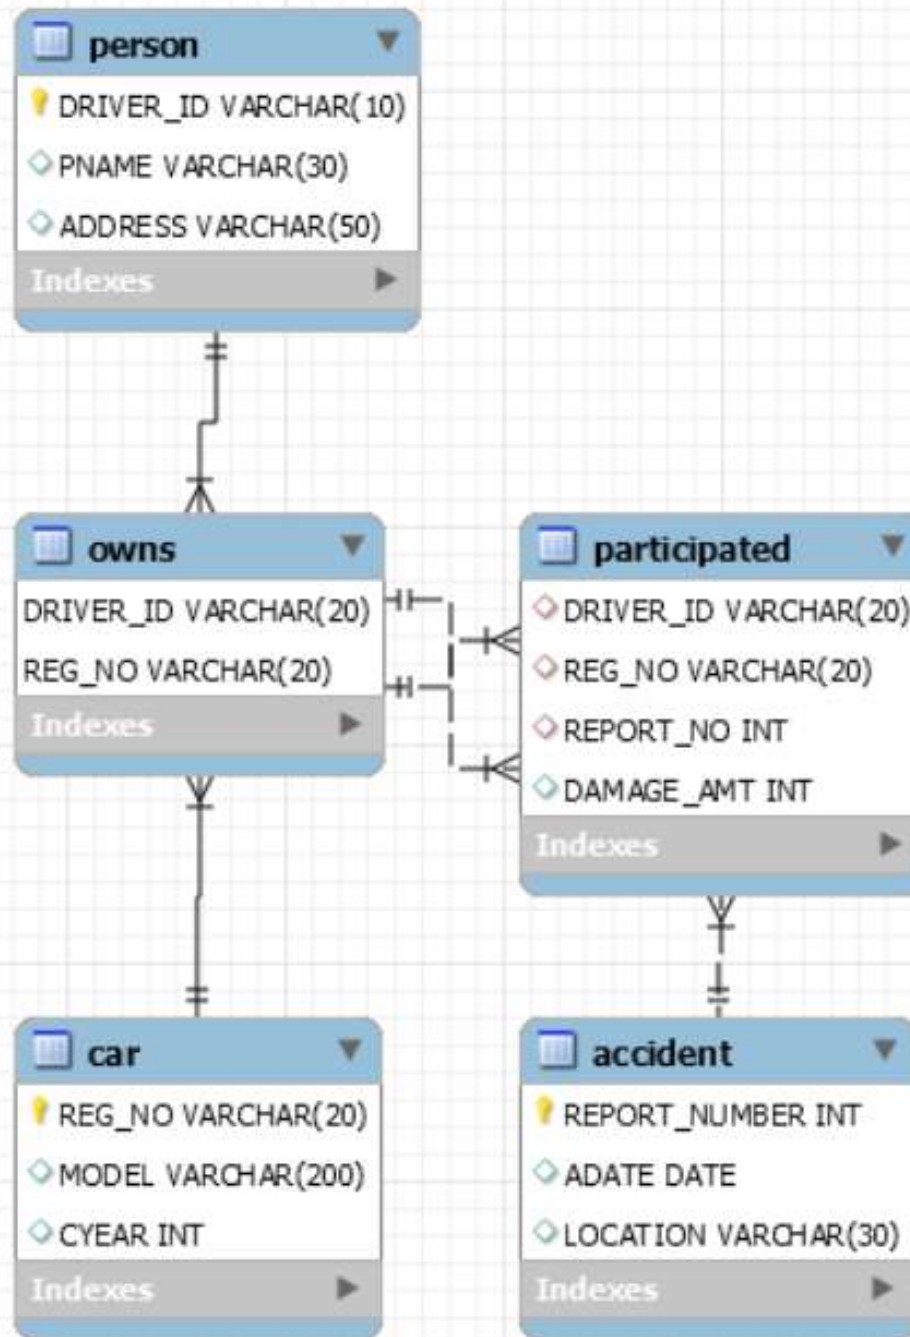 person
DRIVER_ID VARCHAR(10)
PNAME VARCHAR(30)
ADDRESS VARCHAR(50)
Indexes
owns
DRIVER_ID VARCHAR(20)
REG_NO VARCHAR(20)
Indexes
participated
DRIVER_ID VARCHAR(20)
REG_NO VARCHAR(20)
REPORT_NO INT
DAMAGE_AMT INT
Indexes
car
REG_NO VARCHAR(20)
MODEL VARCHAR(200)
CYEAR INT
Indexes
accident
REPORT_NUMBER INT
ADATE DATE
LOCATION VARCHAR(30)
Indexes